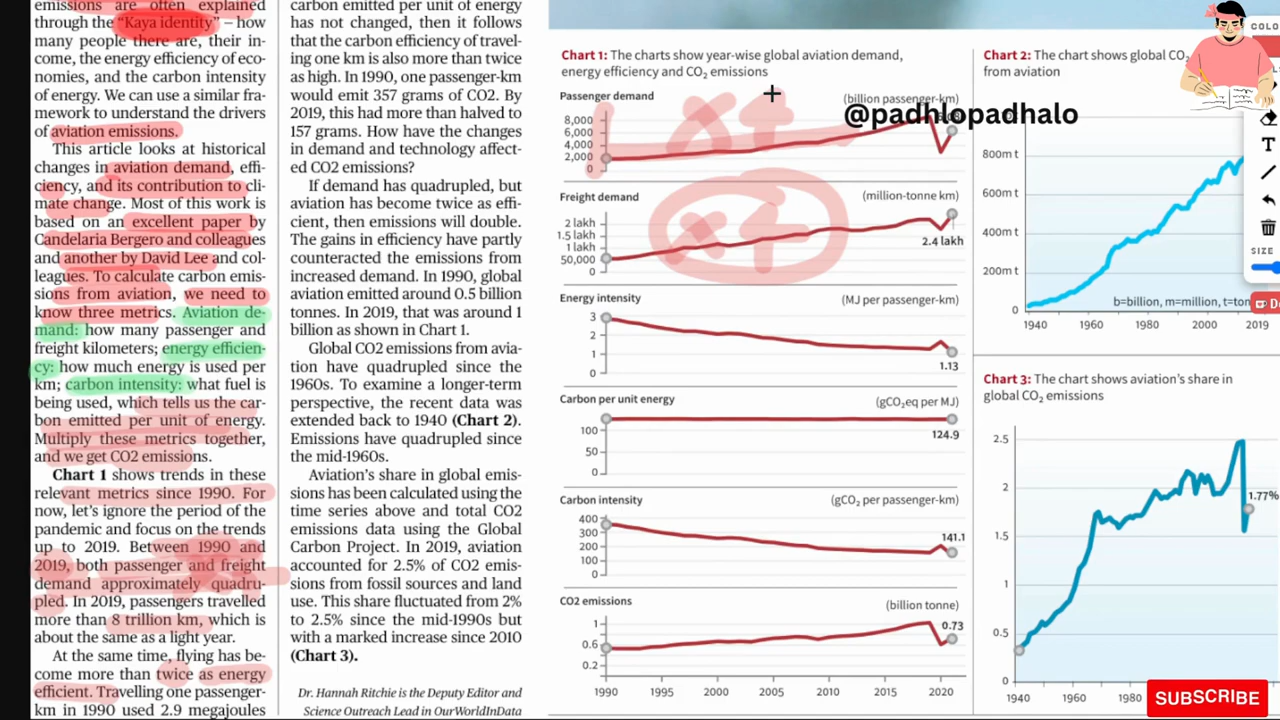 emissions are often explained
through the "Kaya identity" – how
many people there are, their in-
come, the energy efficiency of eco-
nomies, and the carbon intensity
of energy. We can use a similar fra-
mework to understand the drivers
of aviation emissions.
This article looks at historical
changes in aviation demand, effi-
ciency, and its contribution to cli-
mate change. Most of this work is
based on an excellent paper by
Candelaria Bergero and colleagues
and another by David Lee and col-
leagues. To calculate carbon emis-
sions from aviation, we need to
know three metrics. Aviation de-
mand: how many passenger and
freight kilometers; energy efficien-
cy: how much energy is used per
km; carbon intensity: what fuel is
being used, which tells us the car-
bon emitted per unit of energy.
Multiply these metrics together,
and we get CO2 emissions.
Chart 1 shows trends in these
relevant metrics since 1990. For
now, let's ignore the period of the
pandemic and focus on the trends
up to 2019. Between 1990 and
2019, both passenger and freight
demand approximately quadru-
pled. In 2019, passengers travelled
more than 8 trillion km, which is
about the same as a light year.
At the same time, flying has be-
come more than twice as energy
efficient. Travelling one passenger-
km in 1990 used 2.9 megajoules
carbon emitted per unit of energy
has not changed, then it follows
that the carbon efficiency of travel-
ing one km is also more than twice
as high. In 1990, one passenger-km
would emit 357 grams of CO2. By
2019, this had more than halved to
157 grams. How have the changes
in demand and technology affect-
ed CO2 emissions?
If demand has quadrupled, but
aviation has become twice as effi-
cient, then emissions will double.
The gains in efficiency have partly
counteracted the emissions from
increased demand. In 1990, global
aviation emitted around 0.5 billion
tonnes. In 2019, that was around 1
billion as shown in Chart 1.
Global CO2 emissions from avia-
tion have quadrupled since the
1960s. To examine a longer-term
perspective, the recent data was
extended back to 1940 (Chart 2).
Emissions have quadrupled since
the mid-1960s.
Aviation's share in global emis-
sions has been calculated using the
time series above and total CO2
emissions data using the Global
Carbon Project. In 2019, aviation
accounted for 2.5% of CO2 emis-
sions from fossil sources and land
use. This share fluctuated from 2%
to 2.5% since the mid-1990s but
with a marked increase since 2010
(Chart 3).
Dr. Hannah Ritchie is the Deputy Editor and
Science Outreach Lead in OurWorldInData
Chart 1: The charts show year-wise global aviation demand,
energy efficiency and CO₂ emissions
Passenger demand (billion passenger-km)
8,000
6,000
4,000
2,000
0
Freight demand (million-tonne km)
2 lakh
1.5 lakh
1 lakh
50,000
0
2.4 lakh
×4
Energy intensity (MJ per passenger-km)
3
2
1
0
1.13
Carbon per unit energy (gCO₂eq per MJ)
100
50
0
124.9
Carbon intensity (gCO₂ per passenger-km)
400
300
200
100
0
141.1
CO2 emissions (billion tonne)
1
0.6
0.2
0.73
1990 1995 2000 2005 2010 2015 2020
Chart 2: The chart shows global CO₂
from aviation
800m t
600m t
400m t
200m t
0
b=billion, m=million, t=ton
1940 1960 1980 2000 2019
Chart 3: The chart shows aviation's share in
global CO₂ emissions
2.5
2
1.5
1
0.5
0
1.77%
1940 1960 1980
@padhlopadhalo
COLO
T
SIZE
SUBSCRIBE